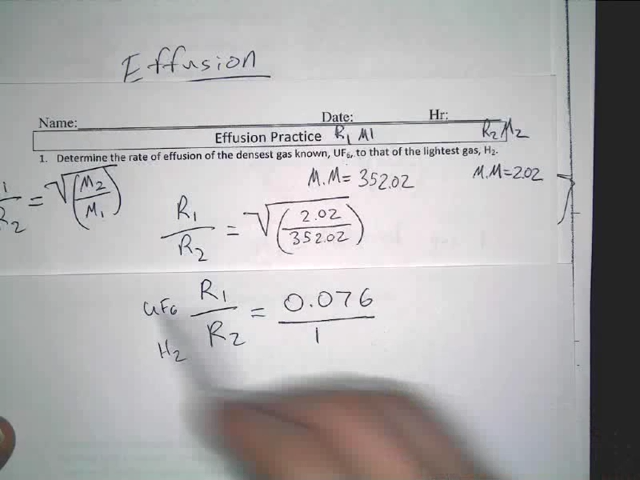 Effusion
Name: Date: Hr:
Effusion Practice R1 M1 R2 M2
1. Determine the rate of effusion of the densest gas known, UF6, to that of the lightest gas, H2.
M.M = 352.02 M.M = 2.02
1/R2 = √(M2/M1)
R1/R2 = √(2.02/352.02)
UF6 R1/R2 = 0.076/1
H2